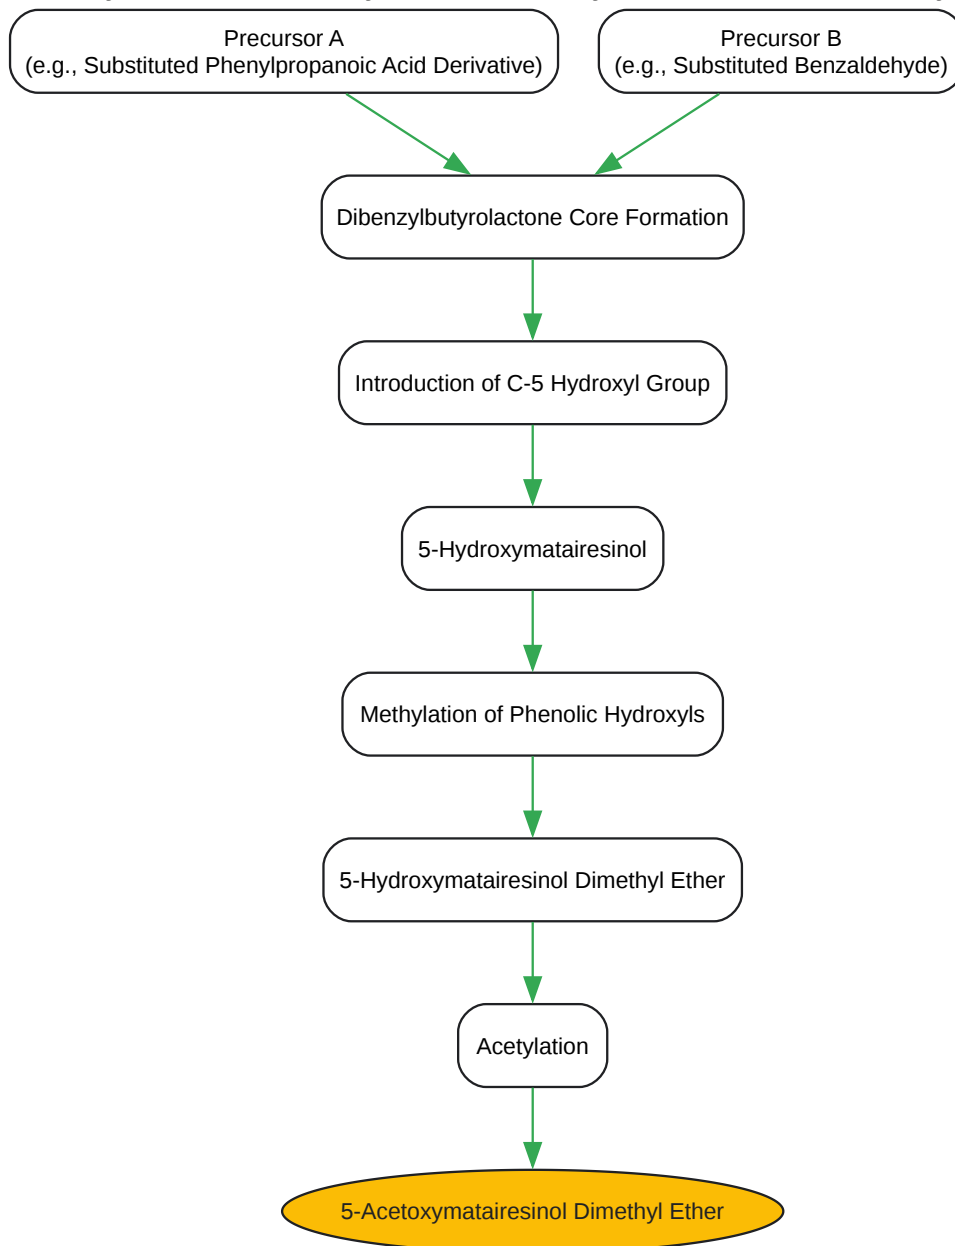 Precursor A
(e.g., Substituted Phenylpropanoic Acid Derivative)
Precursor B
(e.g., Substituted Benzaldehyde)
Dibenzylbutyrolactone Core Formation
Introduction of C-5 Hydroxyl Group
5-Hydroxymatairesinol
Methylation of Phenolic Hydroxyls
5-Hydroxymatairesinol Dimethyl Ether
Acetylation
5-Acetoxymatairesinol Dimethyl Ether